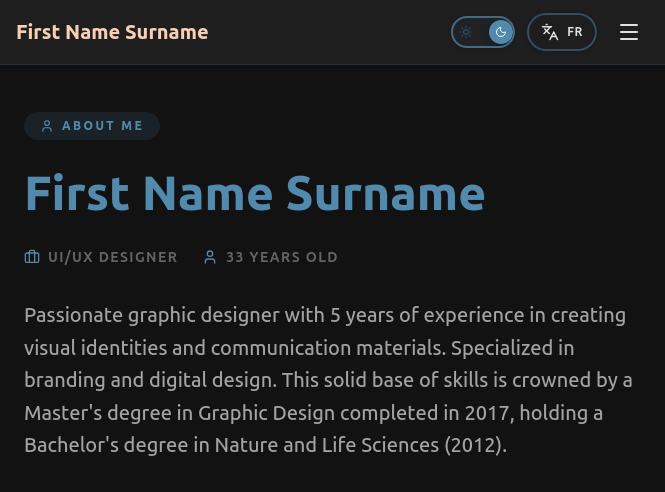 First Name Surname
FR
ABOUT ME
First Name Surname
UI/UX DESIGNER
33 YEARS OLD
Passionate graphic designer with 5 years of experience in creating
visual identities and communication materials. Specialized in
branding and digital design. This solid base of skills is crowned by a
Master's degree in Graphic Design completed in 2017, holding a
Bachelor's degree in Nature and Life Sciences (2012).